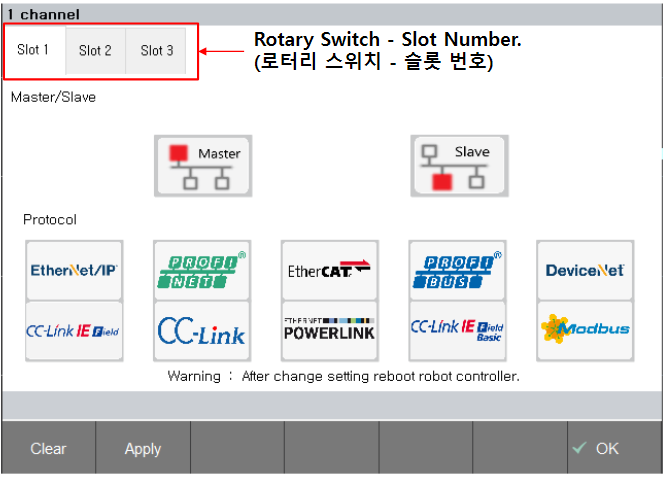 1 channel
Slot 1 Slot 2 Slot 3
Rotary Switch - Slot Number.
(로터리 스위치 - 슬롯 번호)
Master/Slave
Master Slave
Protocol
EtherNet/IP PROFI NET EtherCAT PROFI BUS DeviceNet
CC-Link IE Field CC-Link ETHERNET POWERLINK CC-Link IE Field Basic Modbus
Warning : After change setting reboot robot controller.
Clear Apply OK